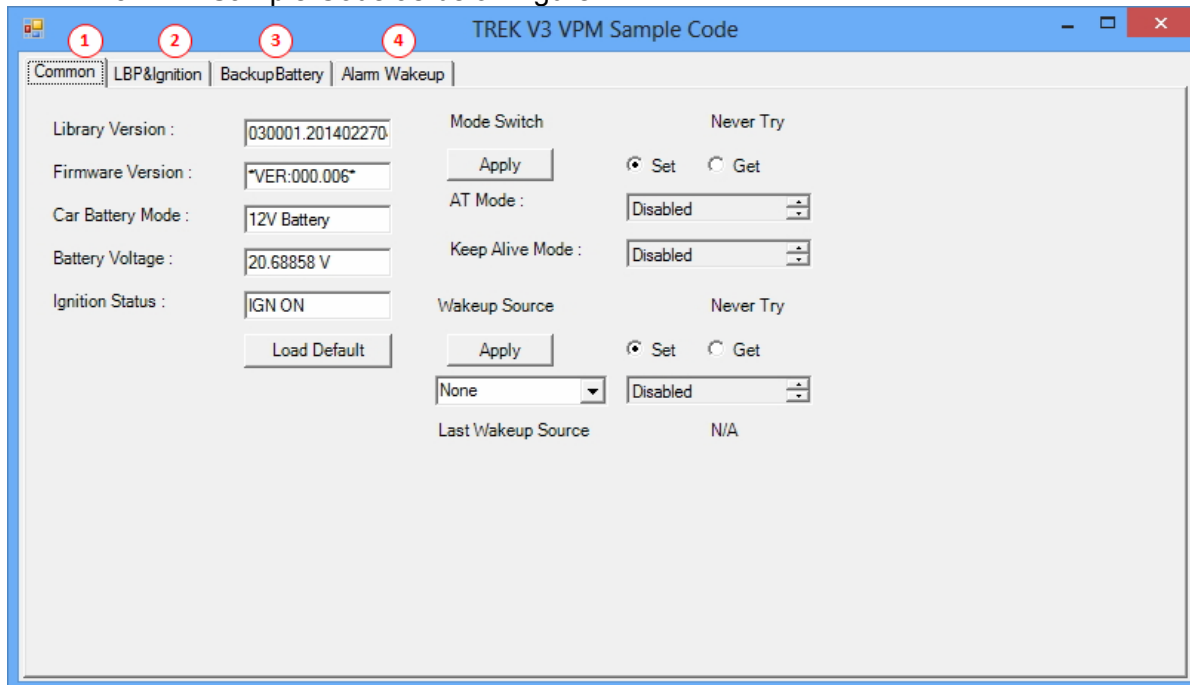 TREK V3 VPM Sample Code
1 2 3 4
Common LBP&Ignition BackupBattery Alarm Wakeup
Library Version : 030001.2014022704
Firmware Version : *VER:000.006*
Car Battery Mode : 12V Battery
Battery Voltage : 20.68858 V
Ignition Status : IGN ON
Load Default
Mode Switch Never Try
Apply Set Get
AT Mode : Disabled
Keep Alive Mode : Disabled
Wakeup Source Never Try
Apply Set Get
None Disabled
Last Wakeup Source N/A